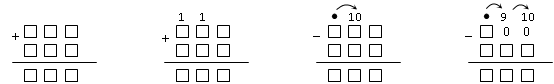 1 1 • 10 • 9 10
+ + − − 0 0